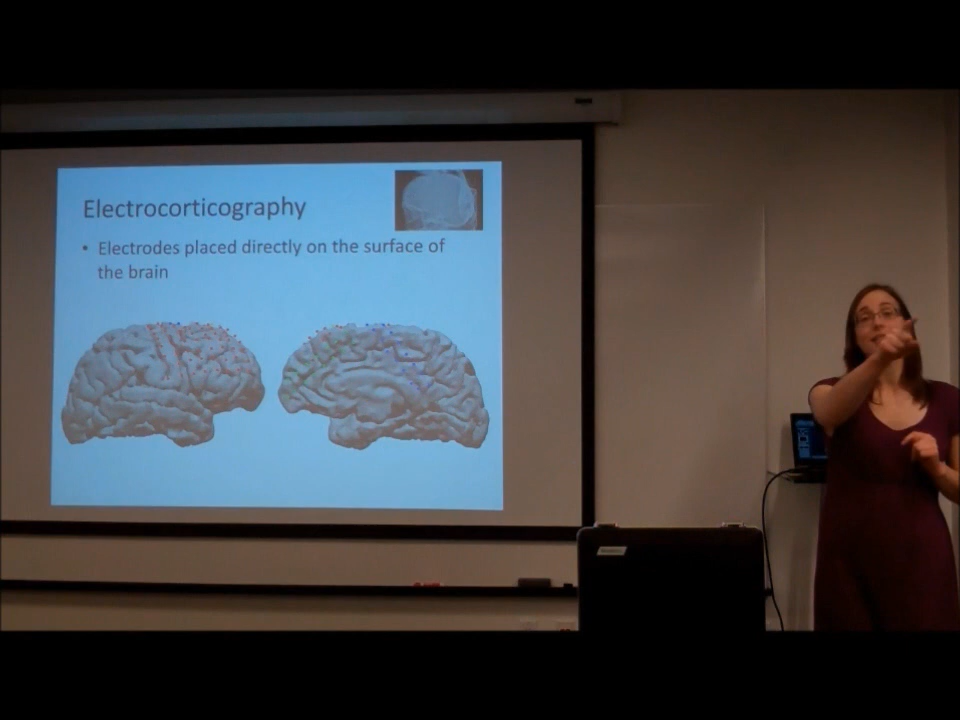 Electrocorticography
• Electrodes placed directly on the surface of
the brain